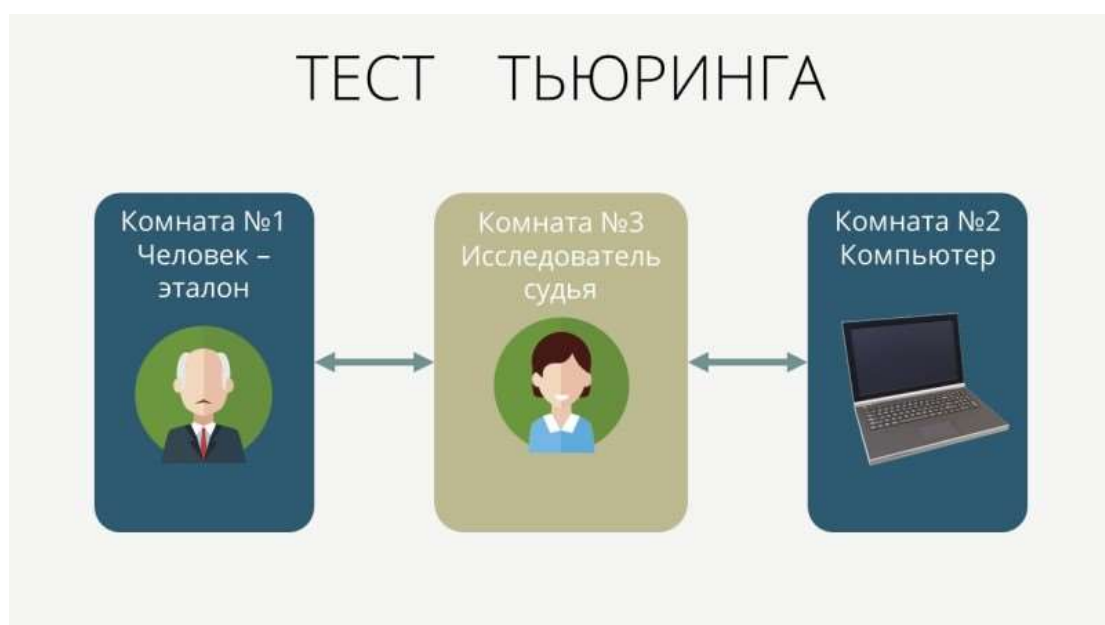 ТЕСТ ТЬЮРИНГА
Комната №1
Человек –
эталон
Комната №3
Исследователь
судья
Комната №2
Компьютер